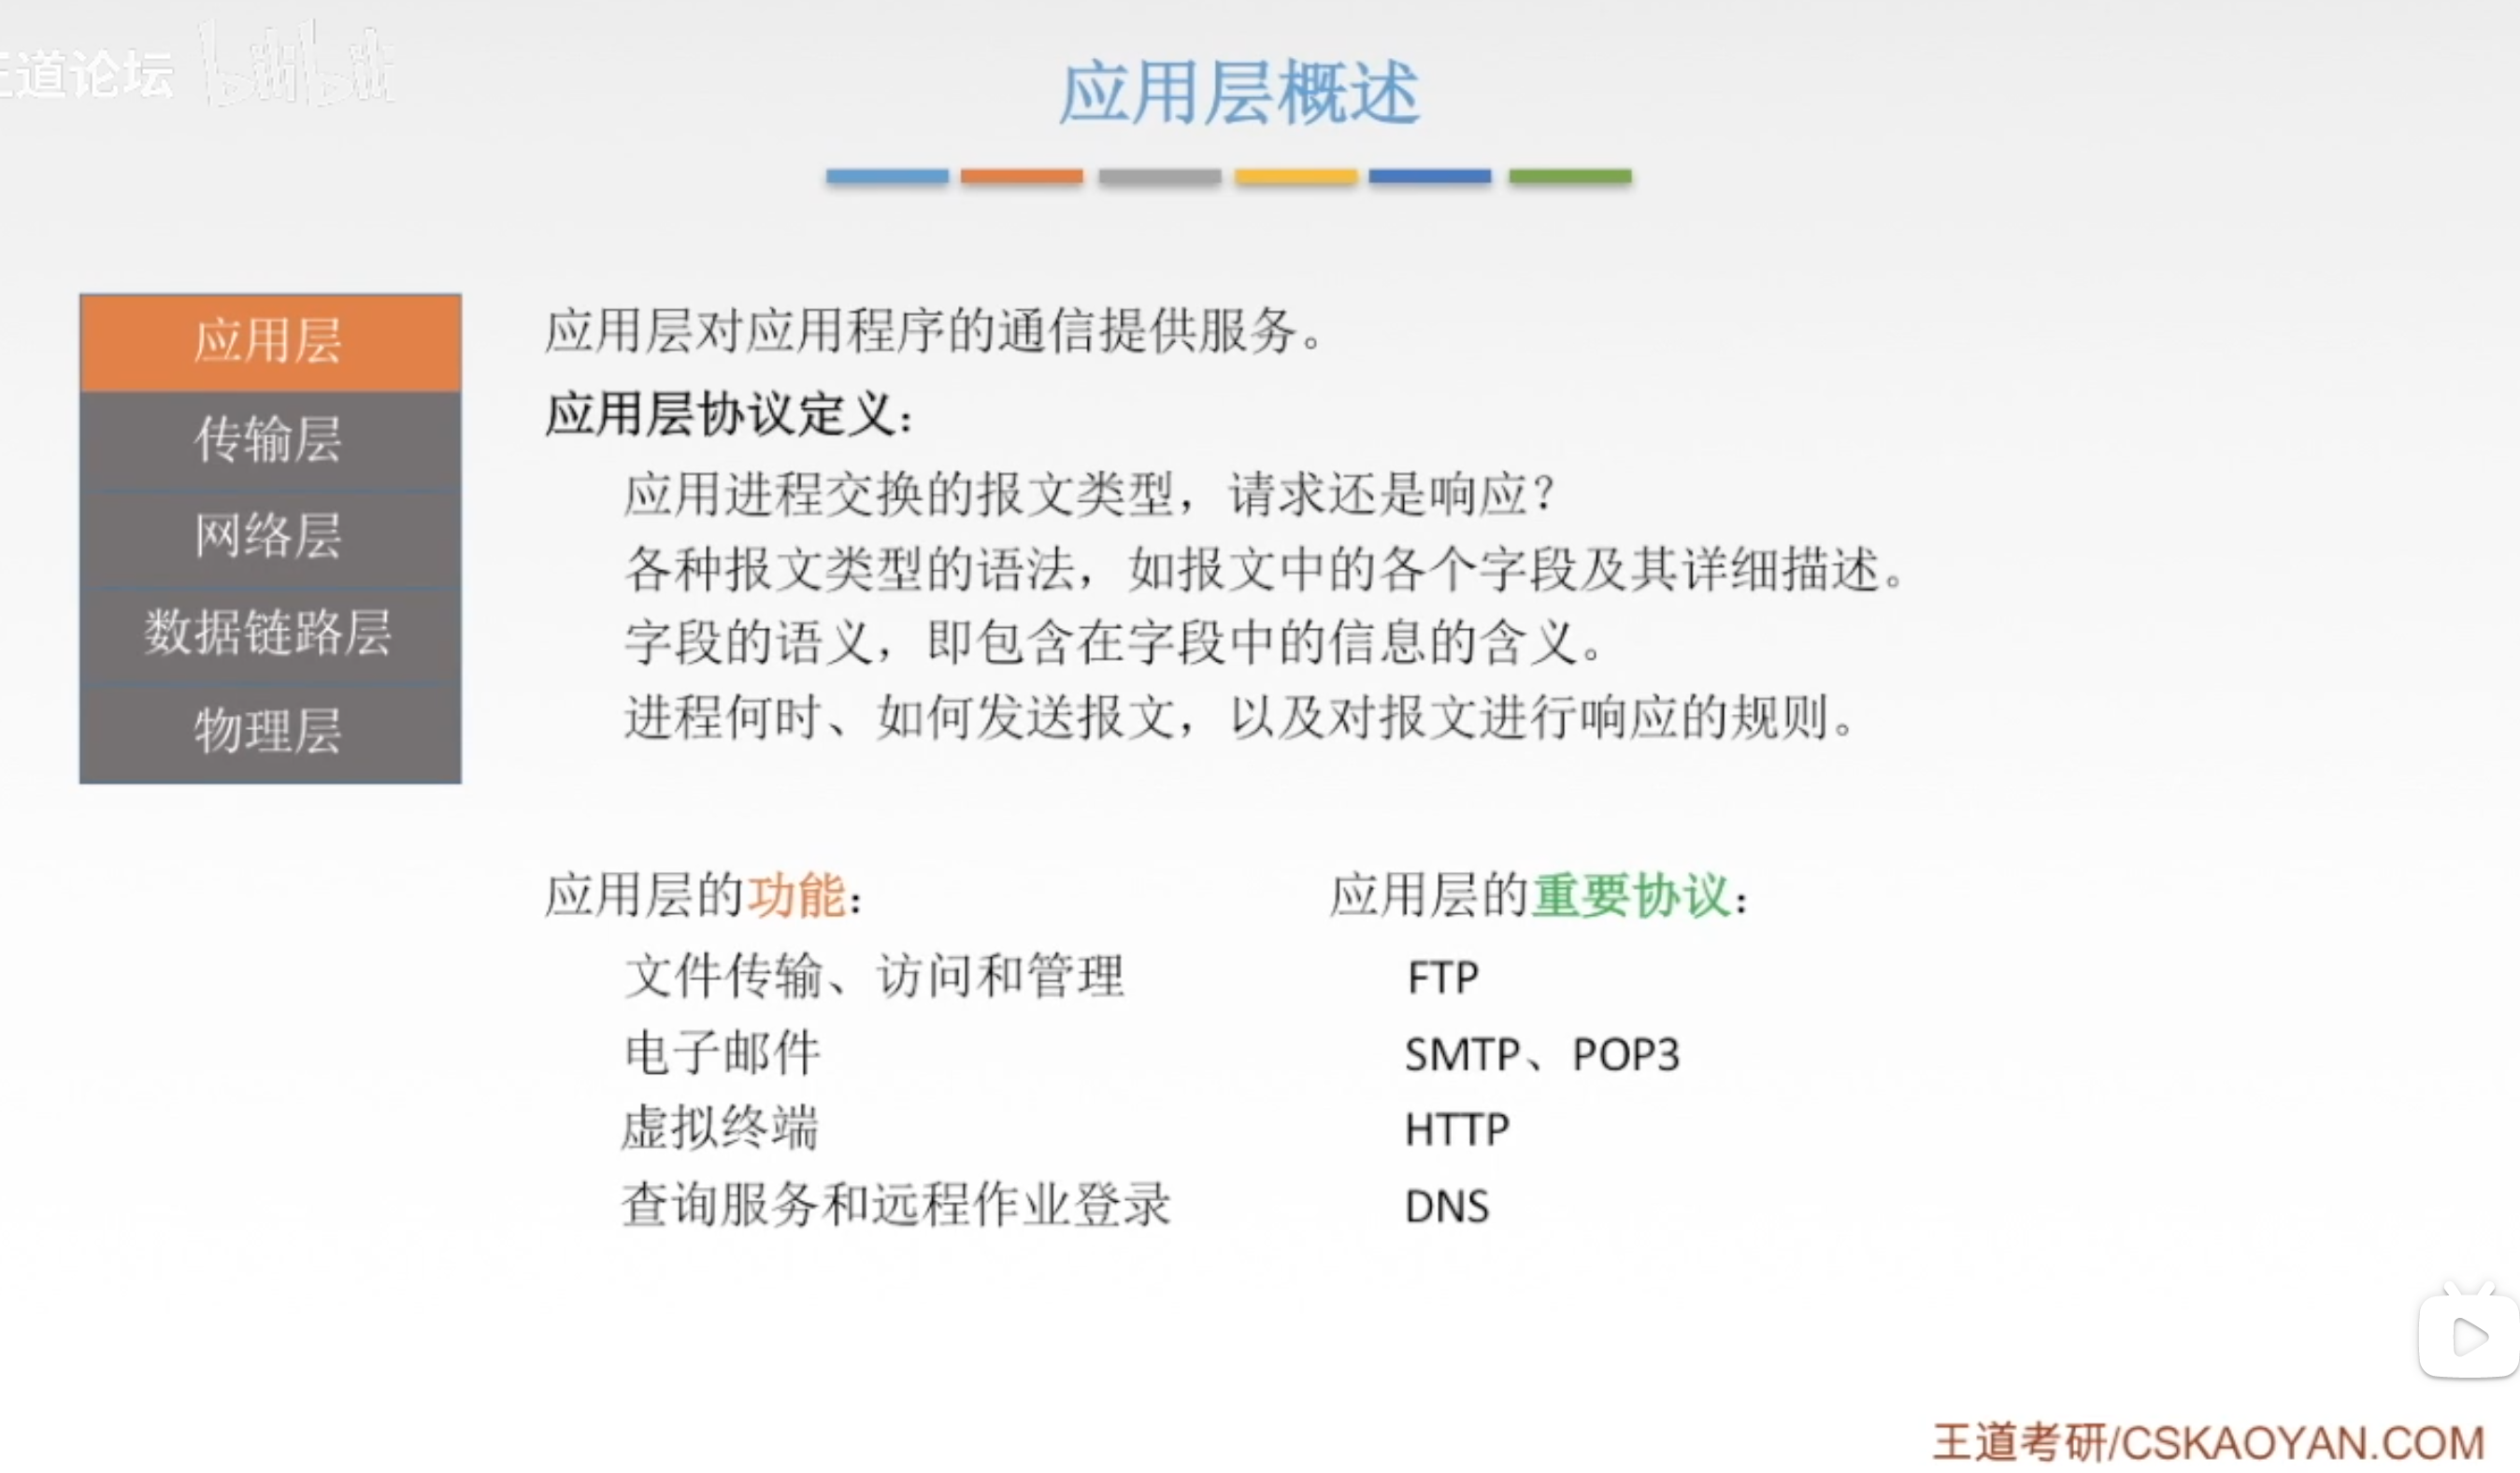 王道论坛 bilibili
应用层概述
应用层
传输层
网络层
数据链路层
物理层
应用层对应用程序的通信提供服务。
应用层协议定义：
应用进程交换的报文类型，请求还是响应？
各种报文类型的语法，如报文中的各个字段及其详细描述。
字段的语义，即包含在字段中的信息的含义。
进程何时、如何发送报文，以及对报文进行响应的规则。
应用层的功能：
文件传输、访问和管理
电子邮件
虚拟终端
查询服务和远程作业登录
应用层的重要协议：
FTP
SMTP、POP3
HTTP
DNS
王道考研/CSKAOYAN.COM